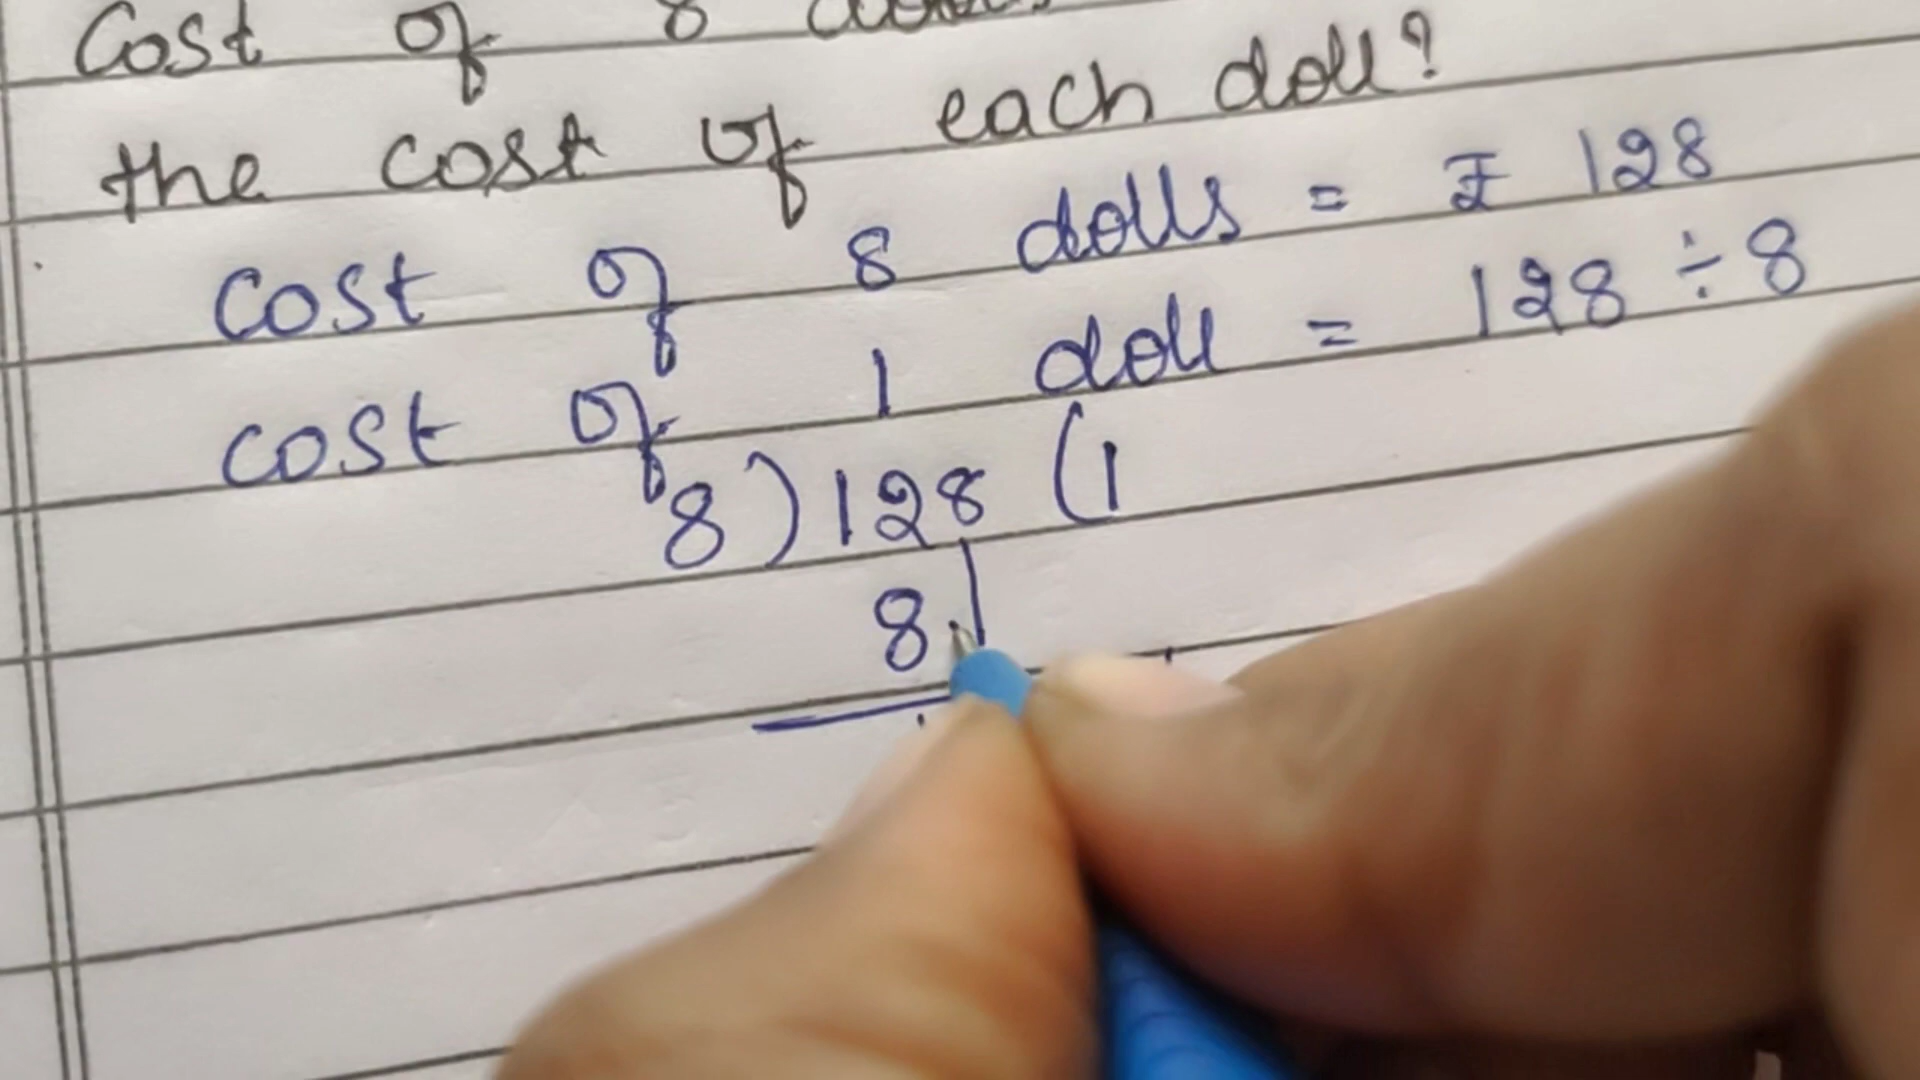 Cost of 8
the cost of each doll?
cost of 8 dolls = ₹ 128
cost of 1 doll = 128 ÷ 8
8 ) 128 ( 1
8